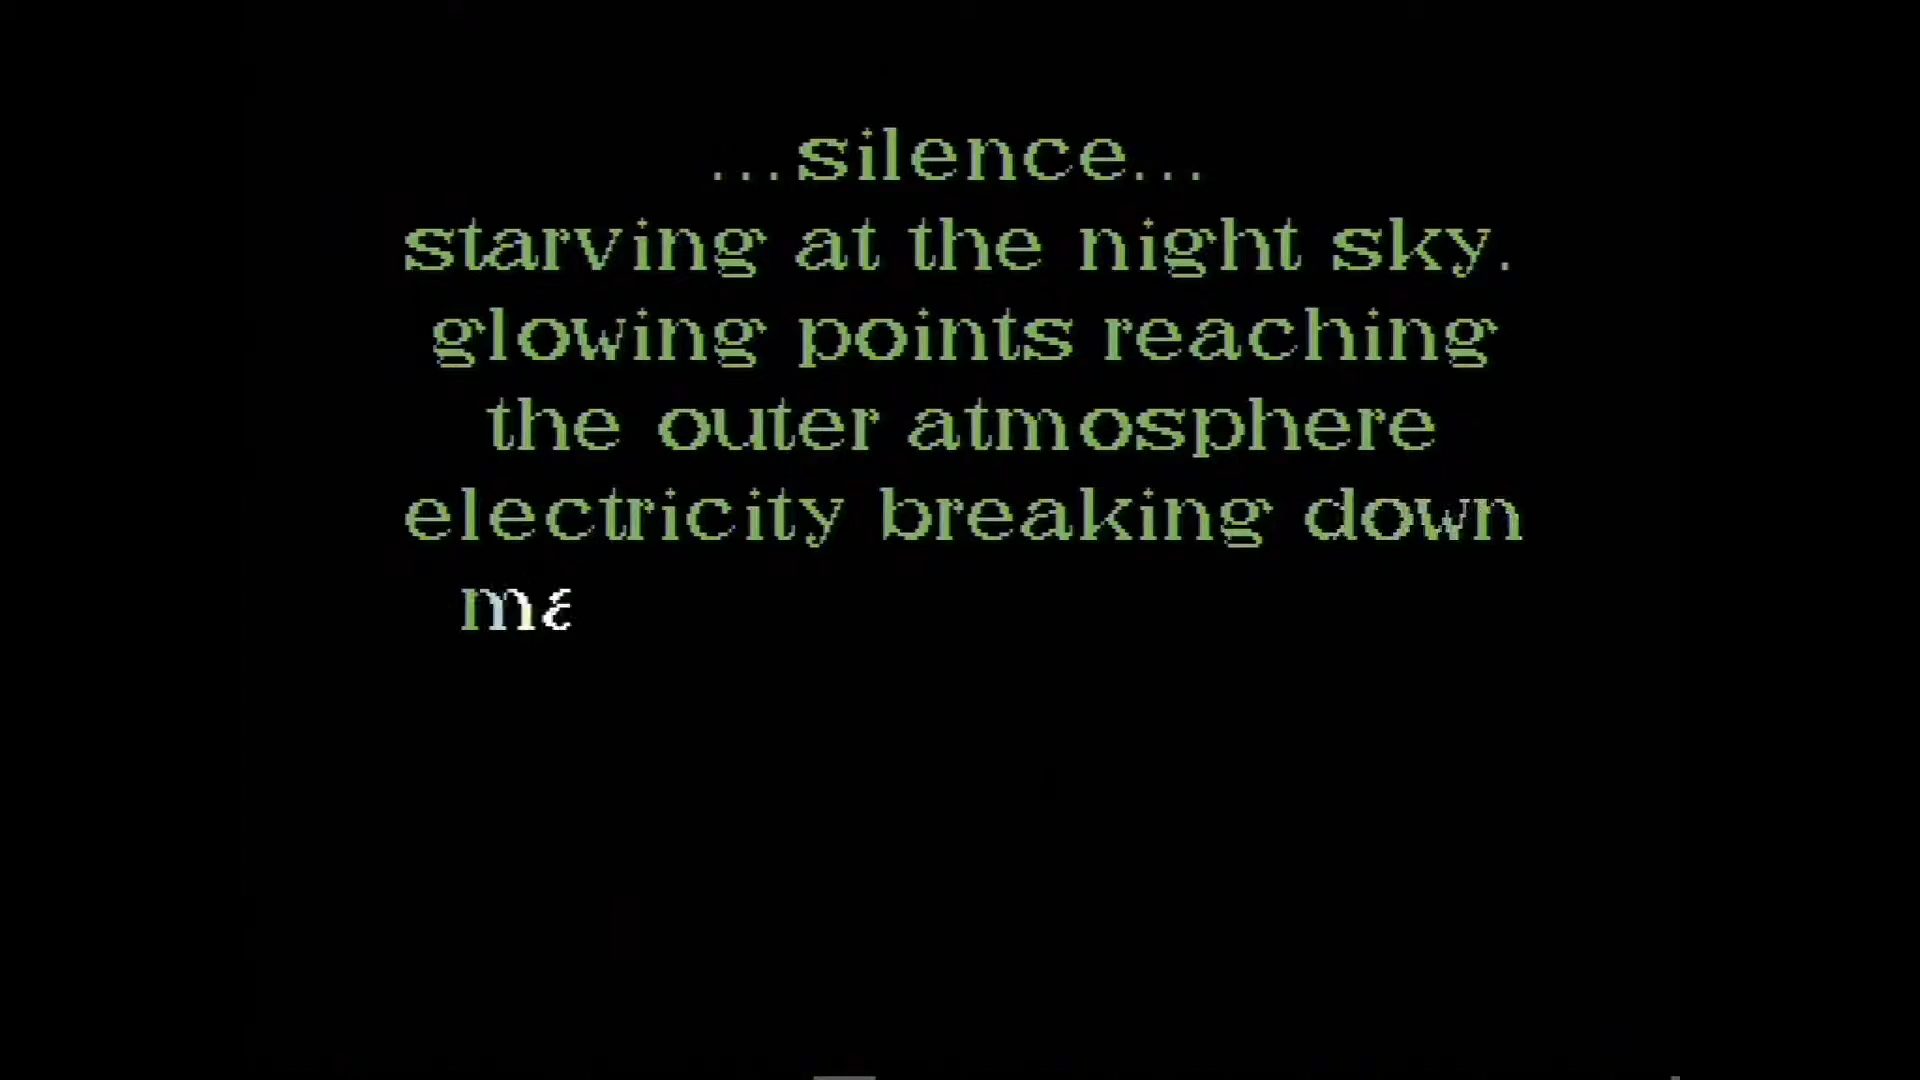 ...silence...
starving at the night sky.
glowing points reaching
the outer atmosphere
electricity breaking down
m